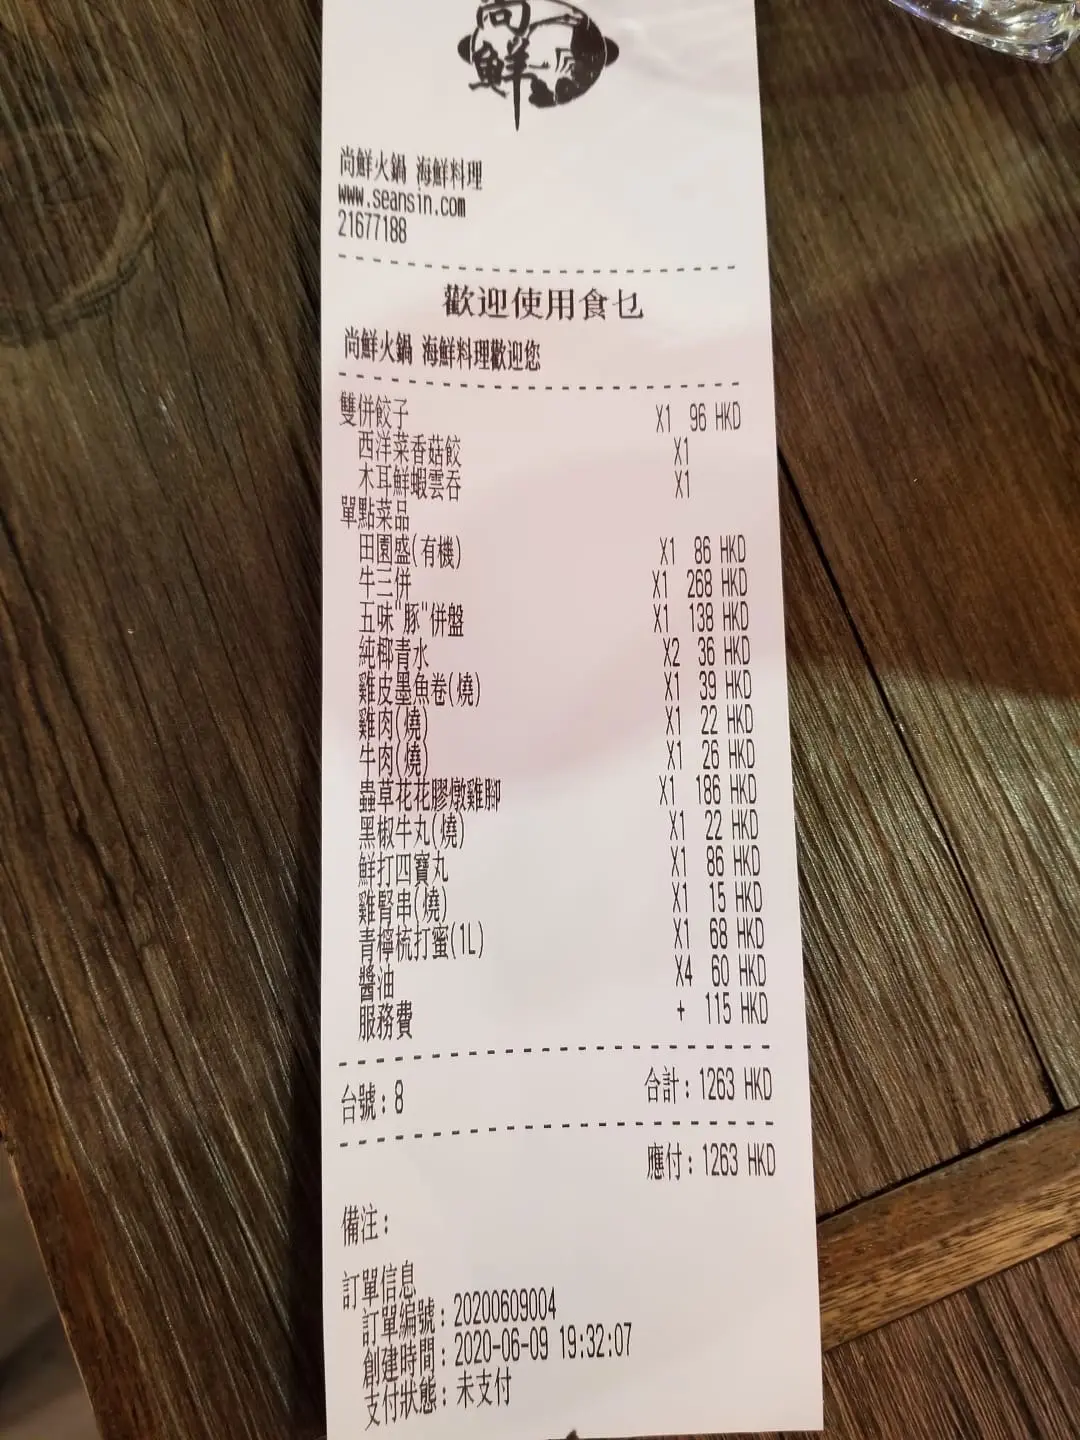 尚鮮
尚鮮火鍋 海鮮料理
www.seansin.com
21677188
歡迎使用食乜
尚鮮火鍋 海鮮料理歡迎您
雙併餃子 X1 96 HKD
西洋菜香菇餃 X1
木耳鮮蝦雲吞 X1
單點菜品
田園盛(有機) X1 86 HKD
牛三併 X1 268 HKD
五味"豚"併盤 X1 138 HKD
純椰青水 X2 36 HKD
雞皮墨魚卷(燒) X1 39 HKD
雞肉(燒) X1 22 HKD
牛肉(燒) X1 26 HKD
蟲草花花膠燉雞腳 X1 186 HKD
黑椒牛丸(燒) X1 22 HKD
鮮打四寶丸 X1 86 HKD
雞腎串(燒) X1 15 HKD
青檸梳打蜜(1L) X1 68 HKD
醬油 X4 60 HKD
服務費 + 115 HKD
台號:8 合計:1263 HKD
應付:1263 HKD
備注:
訂單信息
訂單編號:20200609004
創建時間:2020-06-09 19:32:07
支付狀態:未支付